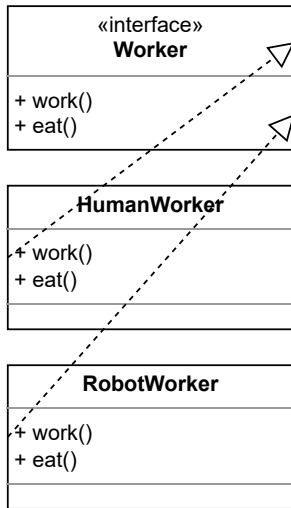 «interface»
Worker
+ work()
+ eat()
HumanWorker
+ work()
+ eat()
RobotWorker
+ work()
+ eat()